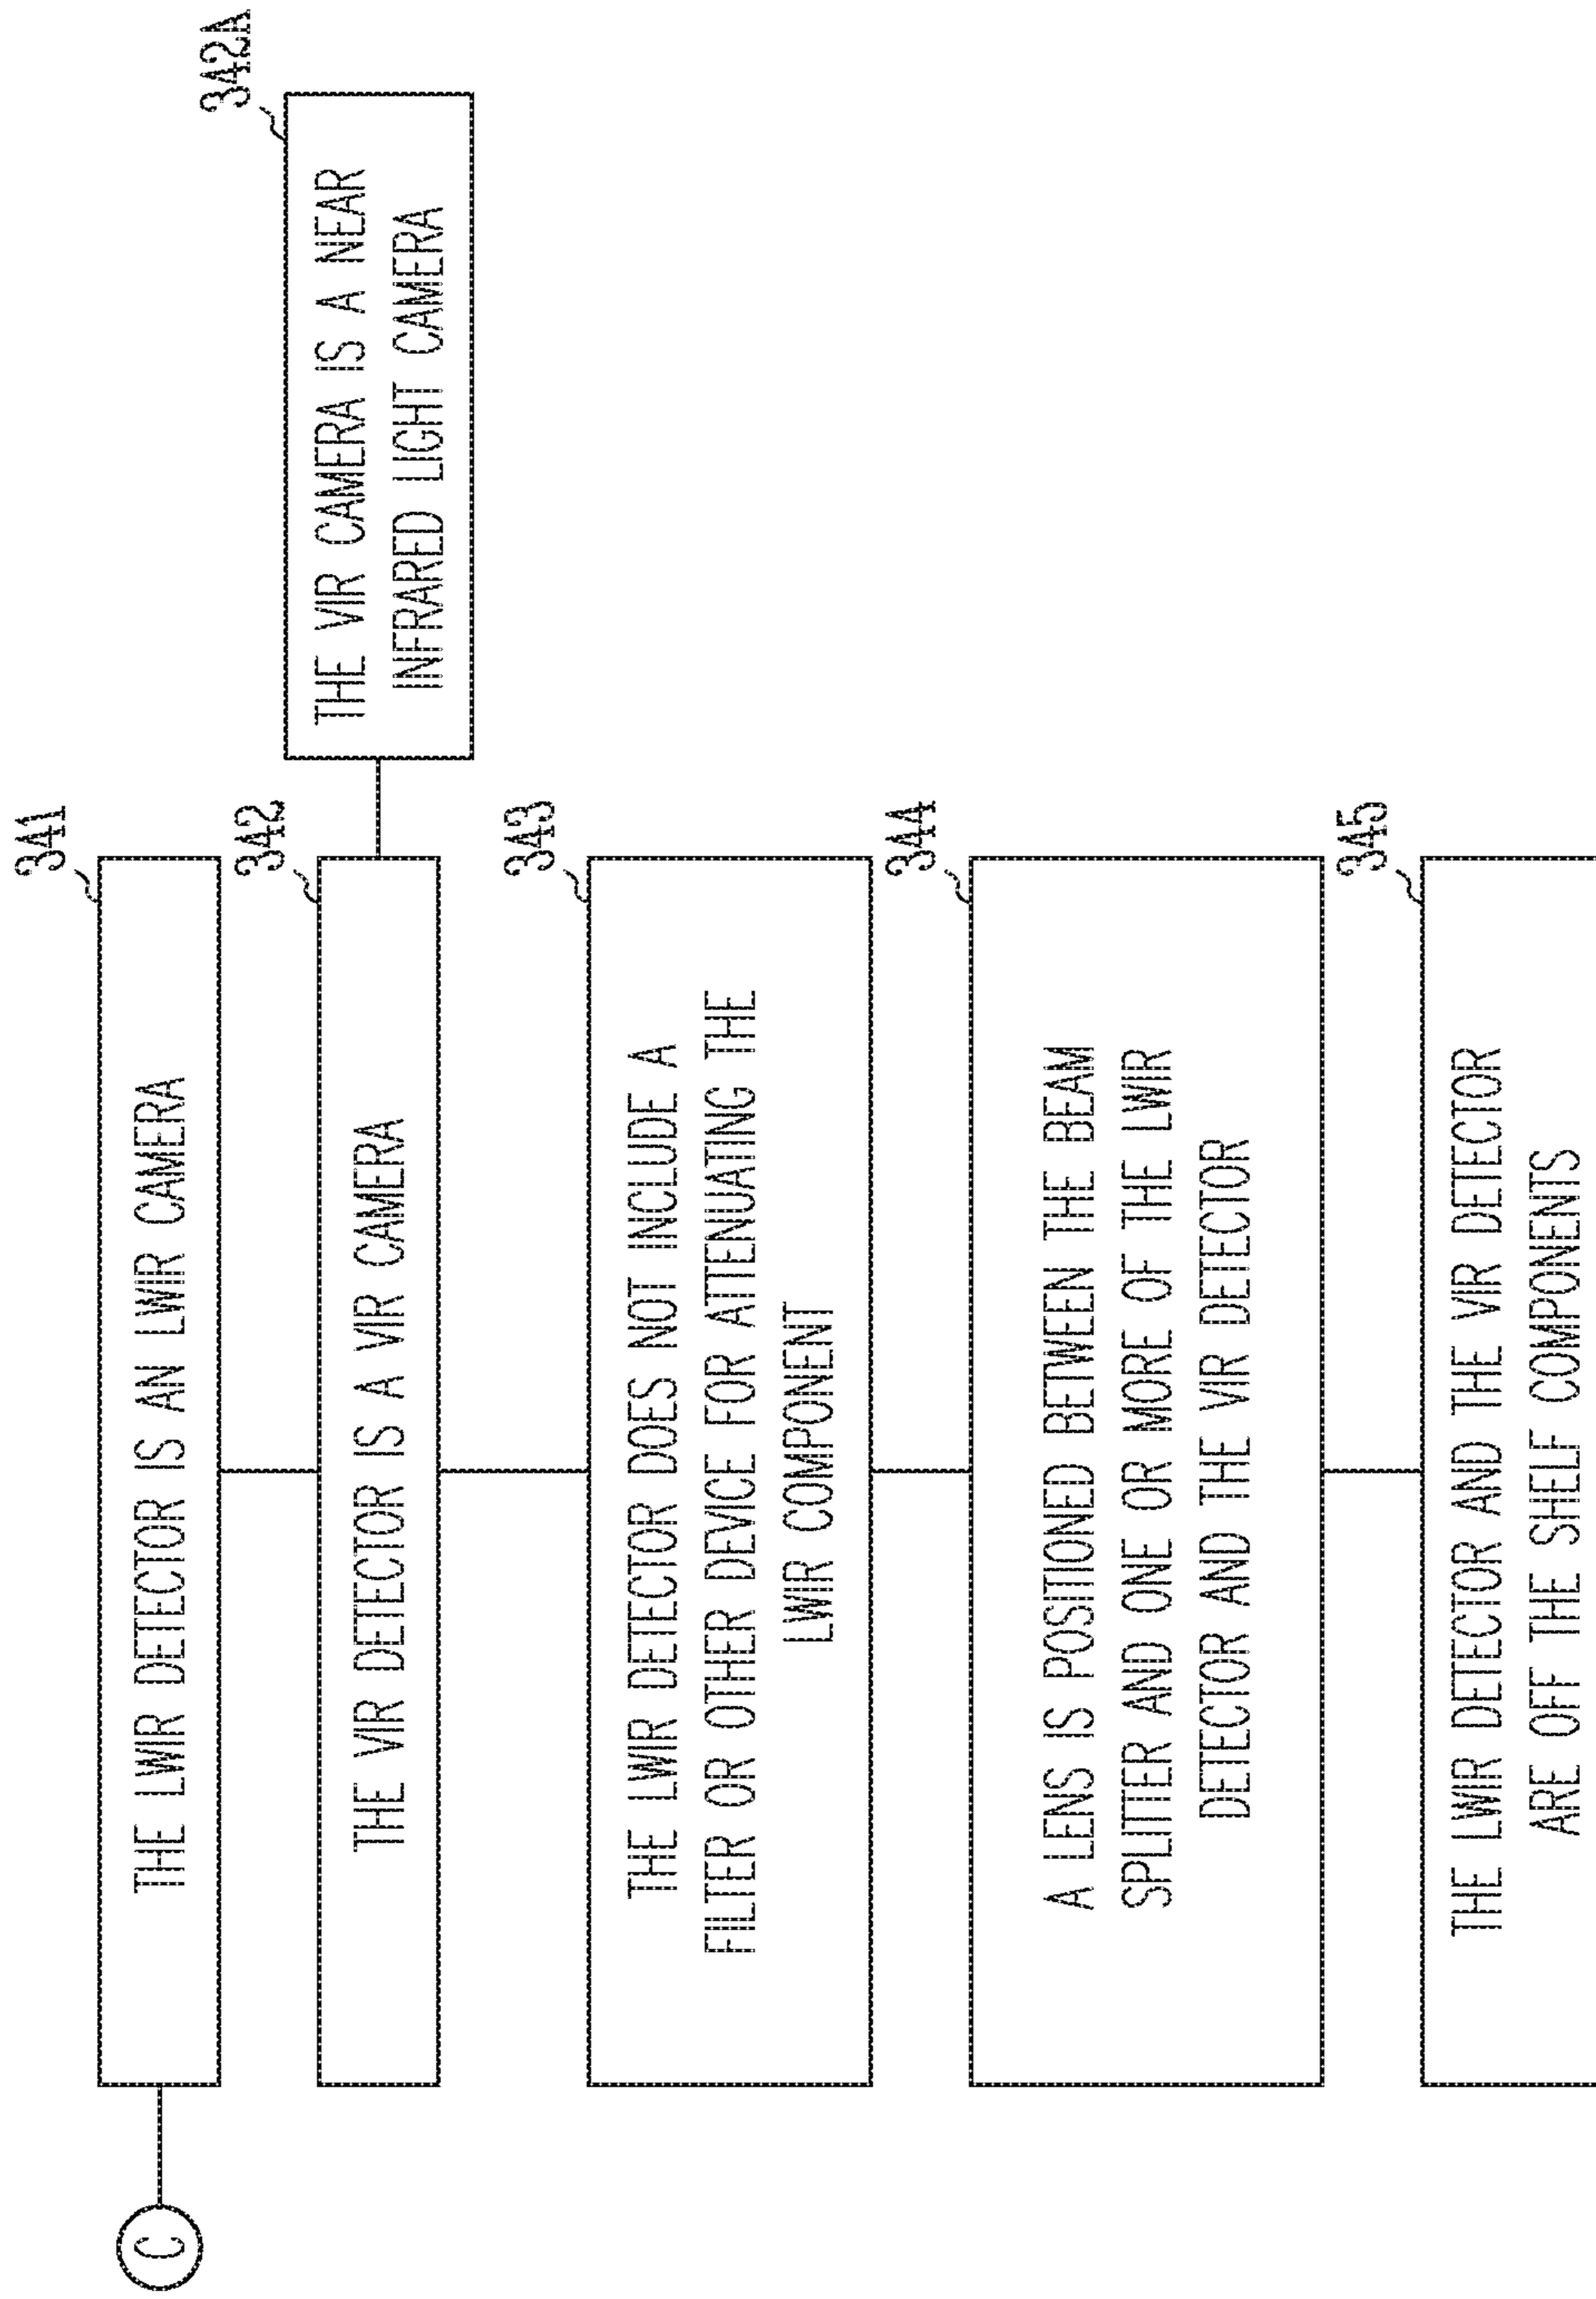 C
341
THE LWIR DETECTOR IS AN LWIR CAMERA
342
THE VIR DETECTOR IS A VIR CAMERA
342A
THE VIR CAMERA IS A NEAR
INFRARED LIGHT CAMERA
343
THE LWIR DETECTOR DOES NOT INCLUDE A
FILTER OR OTHER DEVICE FOR ATTENUATING THE
LWIR COMPONENT
344
A LENS IS POSITIONED BETWEEN THE BEAM
SPLITTER AND ONE OR MORE OF THE LWIR
DETECTOR AND THE VIR DETECTOR
345
THE LWIR DETECTOR AND THE VIR DETECTOR
ARE OFF THE SHELF COMPONENTS